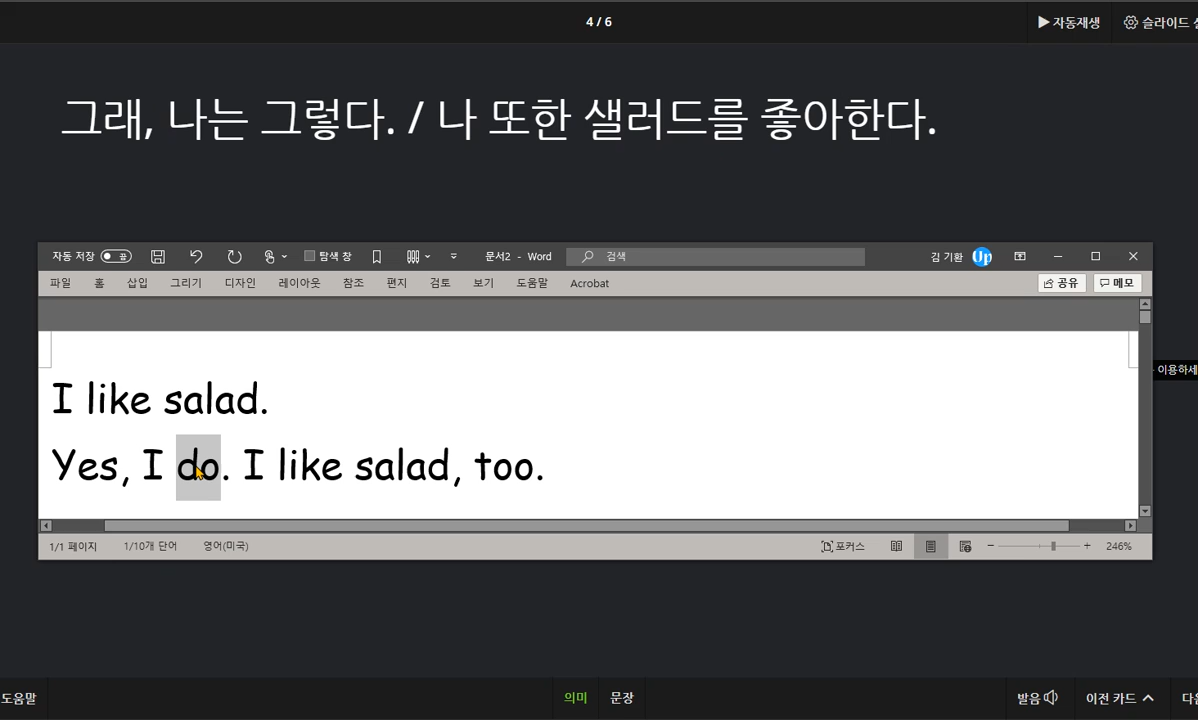 4 / 6
▶ 자동재생
슬라이드
그래, 나는 그렇다. / 나 또한 샐러드를 좋아한다.
자동 저장 끔
탐색 창
문서2 - Word
검색
김 기환
Up
파일 홈 삽입 그리기 디자인 레이아웃 참조 편지 검토 보기 도움말 Acrobat
공유 메모
이용하세
I like salad.
Yes, I do. I like salad, too.
1/1 페이지 1/10개 단어 영어(미국)
포커스
− + 246%
도움말
의미 문장
발음 이전 카드